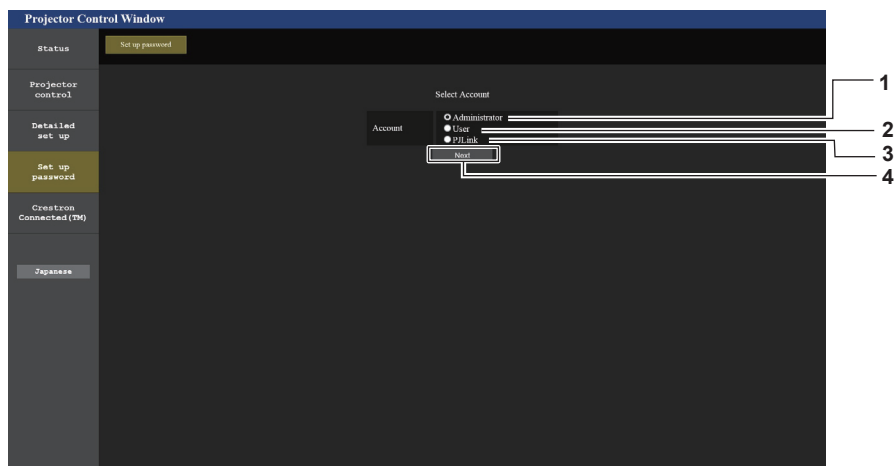 Projector Control Window
Status
Set up password
Projector
control
Detailed
set up
Set up
password
Crestron
Connected(TM)
Japanese
Select Account
Account
Administrator
User
PJLink
Next
1
2
3
4